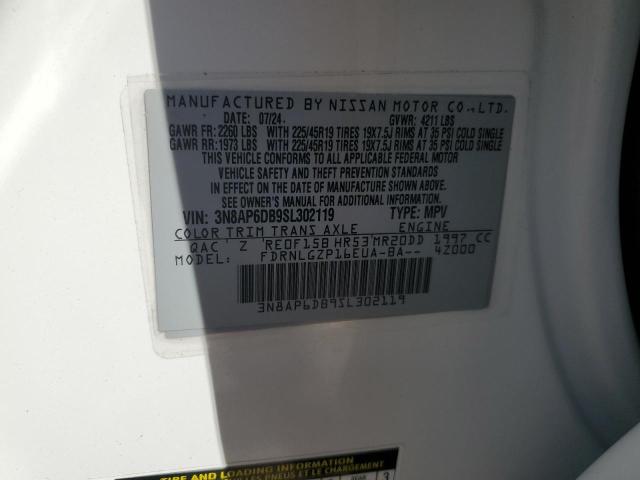 MANUFACTURED BY NISSAN MOTOR CO., LTD.
DATE: 07/24 GVWR: 4211 LBS
GAWR FR: 2260 LBS WITH 225/45R19 TIRES 19X7.5J RIMS AT 35 PSI COLD SINGLE
GAWR RR: 1973 LBS WITH 225/45R19 TIRES 19X7.5J RIMS AT 35 PSI COLD SINGLE
THIS VEHICLE CONFORMS TO ALL APPLICABLE FEDERAL MOTOR
VEHICLE SAFETY AND THEFT PREVENTION STANDARDS
IN EFFECT ON THE DATE OF MANUFACTURE SHOWN ABOVE.
SEE OWNER'S MANUAL FOR ADDITIONAL INFORMATION.
VIN: 3N8AP6DB9SL302119 TYPE: MPV
COLOR TRIM TRANS AXLE ENGINE
QAC Z RE0F15B HR53 MR20DD 1997 CC
MODEL: FDRNLGZP16EUA-BA-- 4Z000
3N8AP6DB9SL302119
TIRE AND LOADING INFORMATION